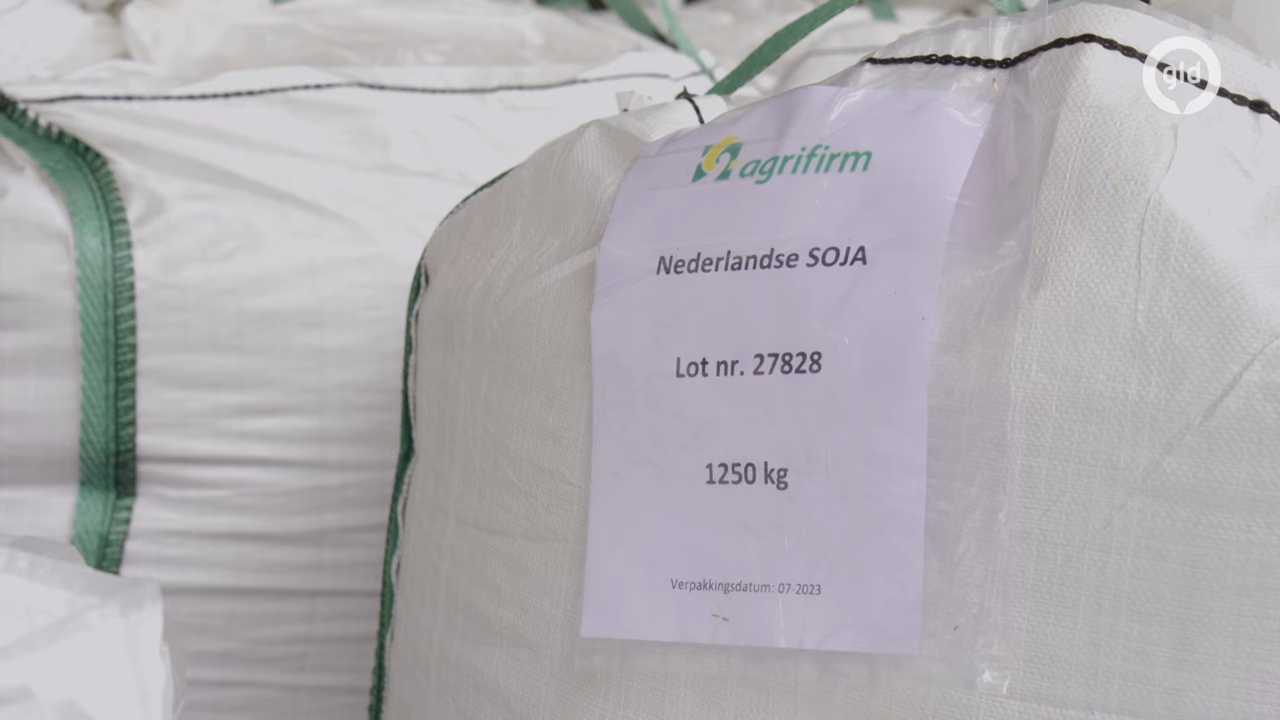 gld
agrifirm
Nederlandse SOJA
Lot nr. 27828
1250 kg
Verpakkingsdatum: 07-2023